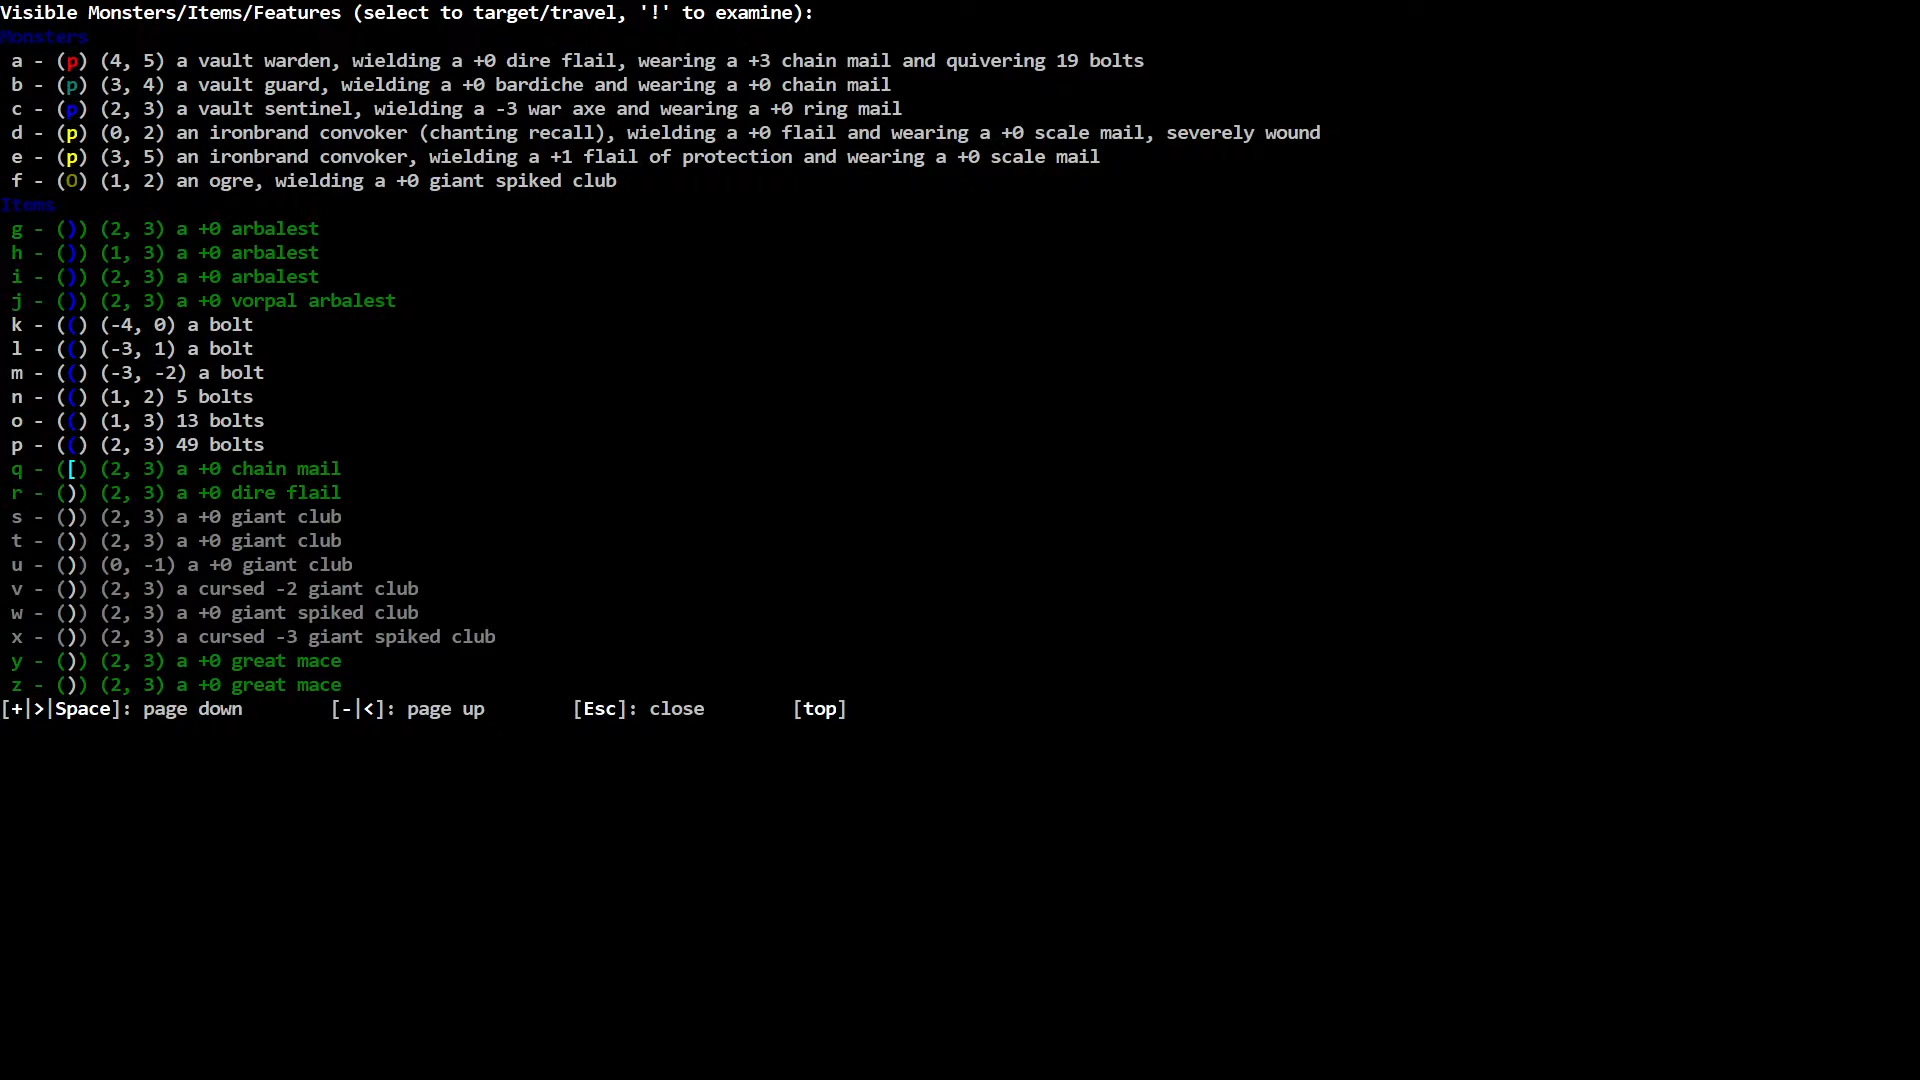 Visible Monsters/Items/Features (select to target/travel, '!' to examine):
Monsters
a - (p) (4, 5) a vault warden, wielding a +0 dire flail, wearing a +3 chain mail and quivering 19 bolts
b - (p) (3, 4) a vault guard, wielding a +0 bardiche and wearing a +0 chain mail
c - (p) (2, 3) a vault sentinel, wielding a -3 war axe and wearing a +0 ring mail
d - (p) (0, 2) an ironbrand convoker (chanting recall), wielding a +0 flail and wearing a +0 scale mail, severely wound
e - (p) (3, 5) an ironbrand convoker, wielding a +1 flail of protection and wearing a +0 scale mail
f - (O) (1, 2) an ogre, wielding a +0 giant spiked club
Items
g - ()) (2, 3) a +0 arbalest
h - ()) (1, 3) a +0 arbalest
i - ()) (2, 3) a +0 arbalest
j - ()) (2, 3) a +0 vorpal arbalest
k - (() (-4, 0) a bolt
l - (() (-3, 1) a bolt
m - (() (-3, -2) a bolt
n - (() (1, 2) 5 bolts
o - (() (1, 3) 13 bolts
p - (() (2, 3) 49 bolts
q - ([) (2, 3) a +0 chain mail
r - ()) (2, 3) a +0 dire flail
s - ()) (2, 3) a +0 giant club
t - ()) (2, 3) a +0 giant club
u - ()) (0, -1) a +0 giant club
v - ()) (2, 3) a cursed -2 giant club
w - ()) (2, 3) a +0 giant spiked club
x - ()) (2, 3) a cursed -3 giant spiked club
y - ()) (2, 3) a +0 great mace
z - ()) (2, 3) a +0 great mace
[+|>|Space]: page down [-|<]: page up [Esc]: close [top]